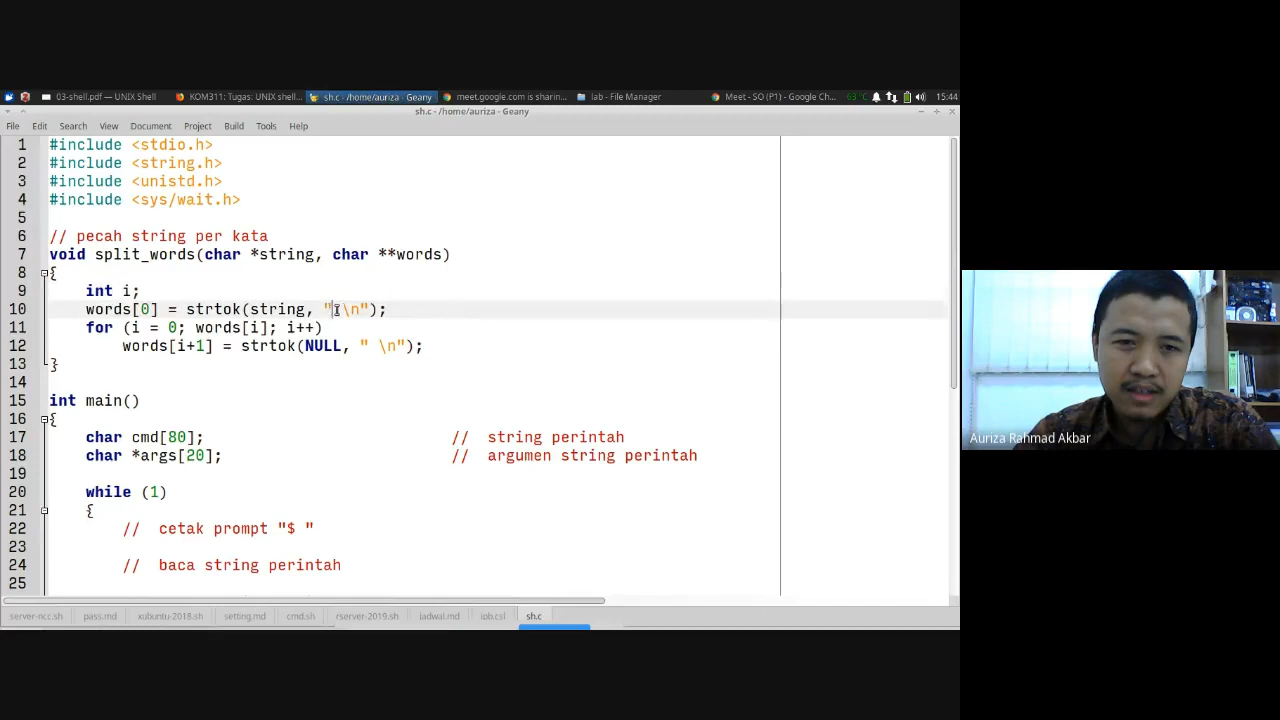 03-shell.pdf — UNIX Shell
KOM311: Tugas: UNIX shell...
sh.c - /home/auriza - Geany
meet.google.com is sharin...
lab - File Manager
Meet - SO (P1) - Google Ch...
63 °C
15:44
sh.c - /home/auriza - Geany
File Edit Search View Document Project Build Tools Help
1 #include <stdio.h>
2 #include <string.h>
3 #include <unistd.h>
4 #include <sys/wait.h>
5
6 // pecah string per kata
7 void split_words(char *string, char **words)
8 {
9 int i;
10 words[0] = strtok(string, " \n");
11 for (i = 0; words[i]; i++)
12 words[i+1] = strtok(NULL, " \n");
13 }
14
15 int main()
16 {
17 char cmd[80]; // string perintah
18 char *args[20]; // argumen string perintah
19
20 while (1)
21 {
22 // cetak prompt "$ "
23
24 // baca string perintah
25
server-ncc.sh pass.md xubuntu-2018.sh setting.md cmd.sh rserver-2019.sh jadwal.md ipb.csl sh.c
Auriza Rahmad Akbar